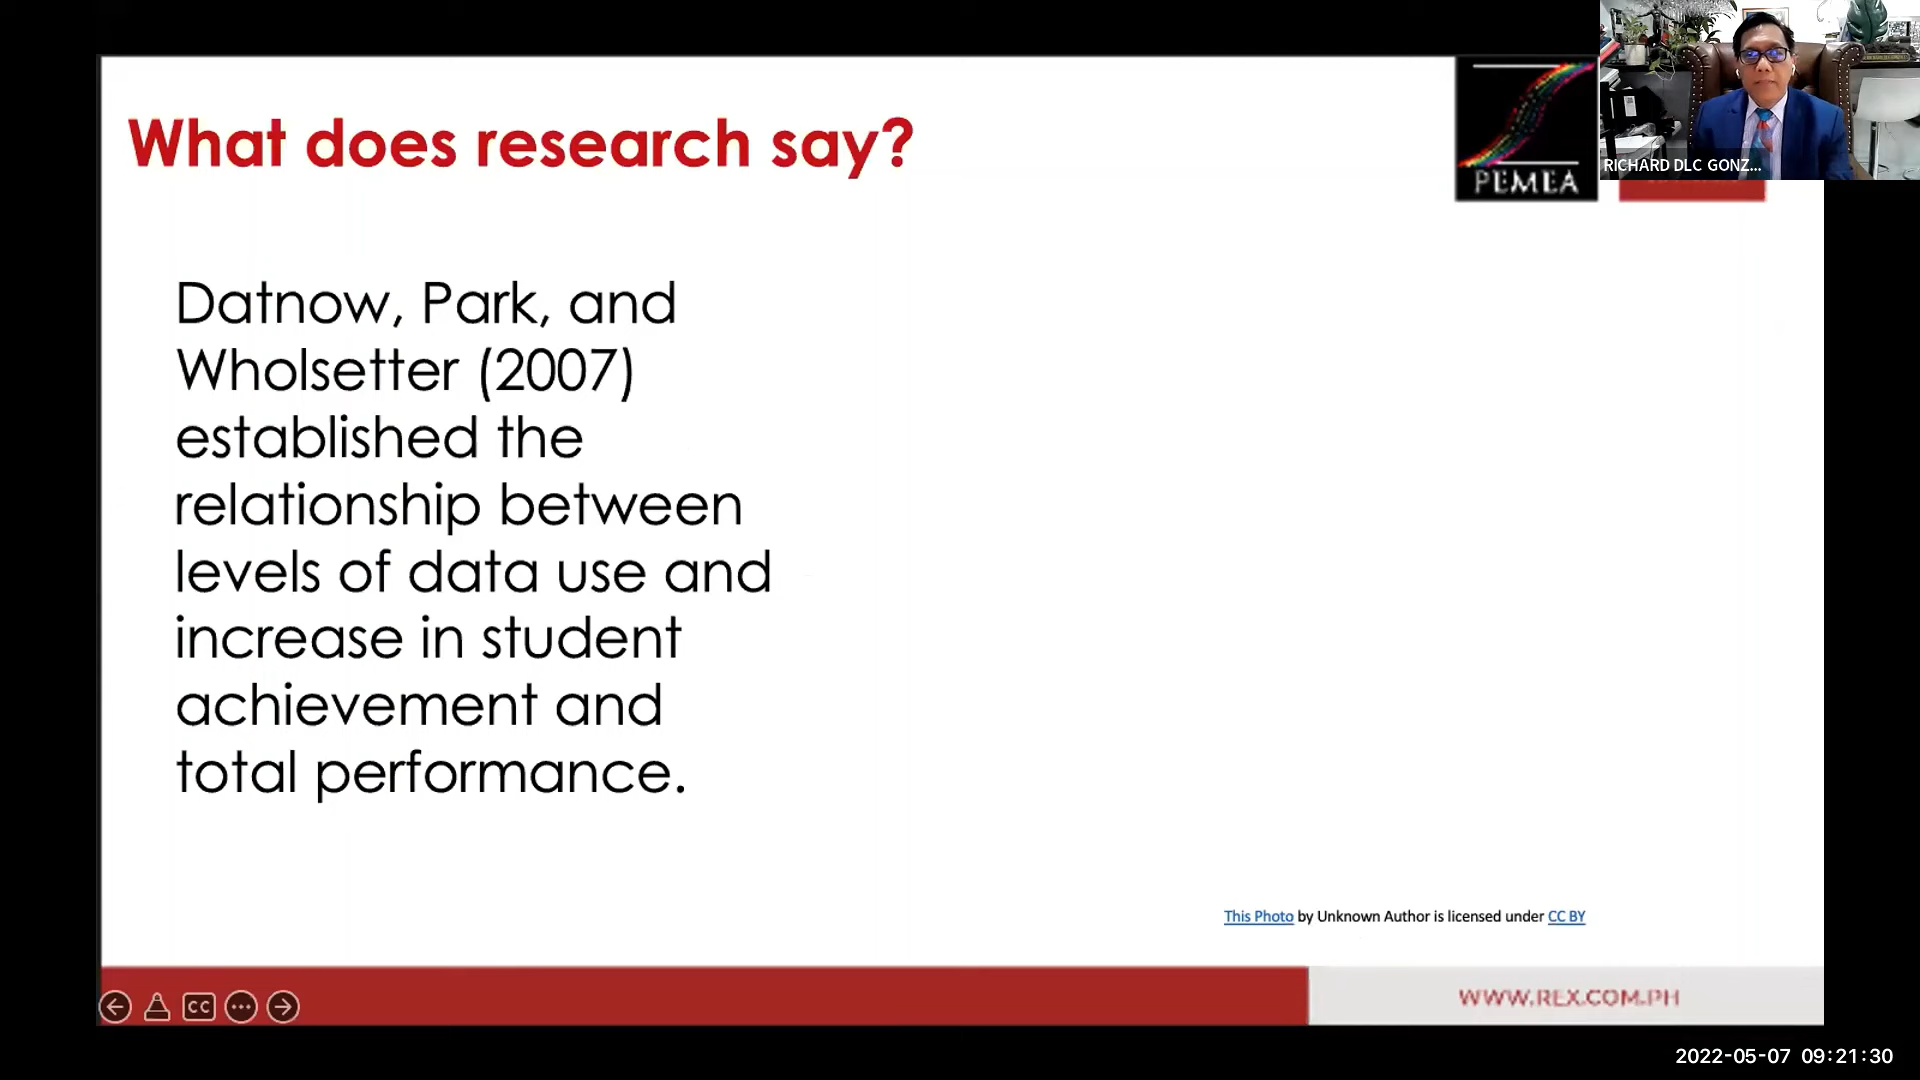 What does research say?
PEMEA
RICHARD DLC GONZ...
Datnow, Park, and
Wholsetter (2007)
established the
relationship between
levels of data use and
increase in student
achievement and
total performance.
This Photo by Unknown Author is licensed under CC BY
CC
WWW.REX.COM.PH
2022-05-07 09:21:30